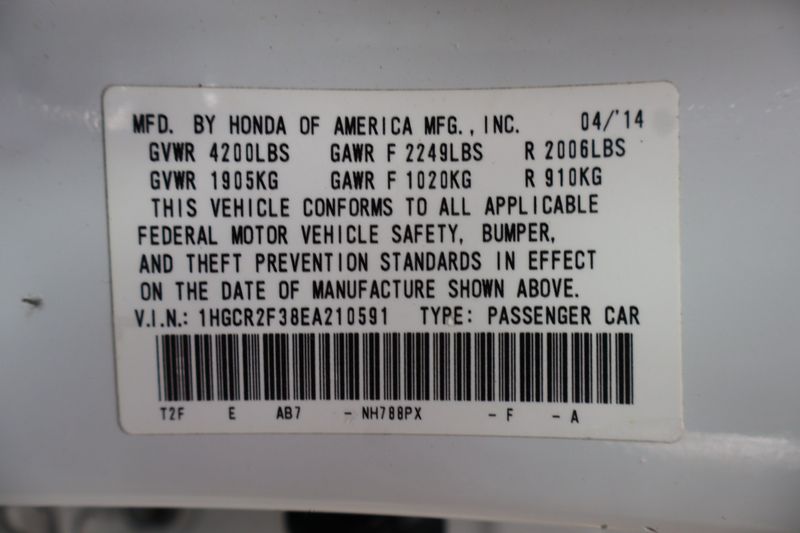 MFD. BY HONDA OF AMERICA MFG., INC. 04/'14
GVWR 4200LBS GAWR F 2249LBS R 2006LBS
GVWR 1905KG GAWR F 1020KG R 910KG
THIS VEHICLE CONFORMS TO ALL APPLICABLE
FEDERAL MOTOR VEHICLE SAFETY, BUMPER,
AND THEFT PREVENTION STANDARDS IN EFFECT
ON THE DATE OF MANUFACTURE SHOWN ABOVE.
V.I.N.: 1HGCR2F38EA210591 TYPE: PASSENGER CAR
T2F E AB7 - NH788PX - F - A